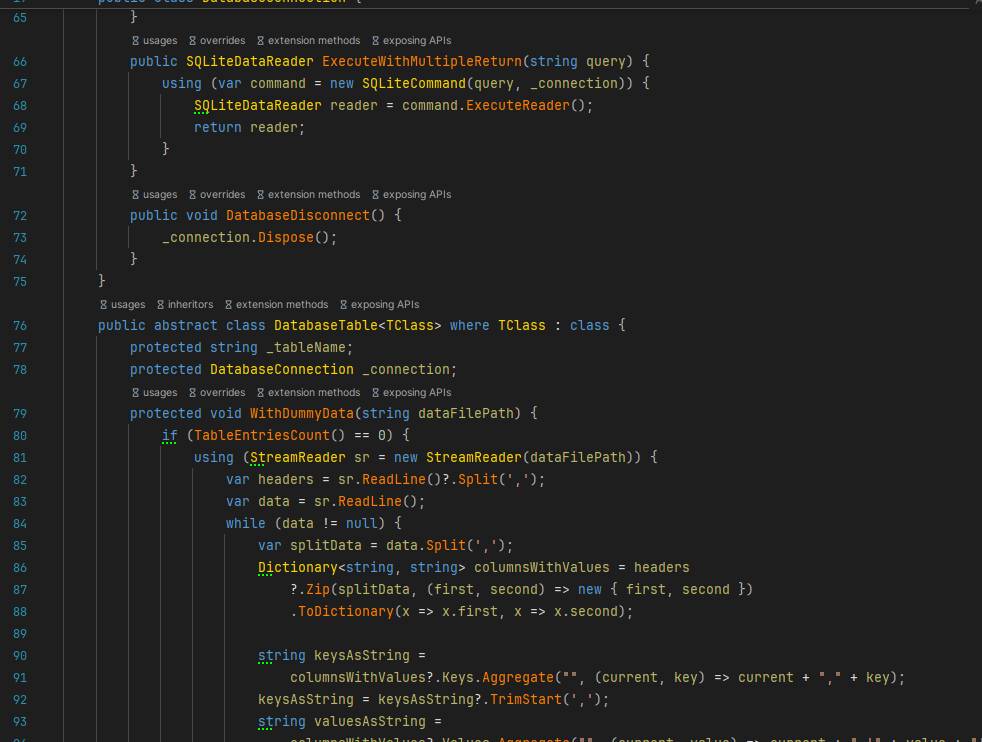 public class DatabaseConnection {
65 }
usages overrides extension methods exposing APIs
66 public SQLiteDataReader ExecuteWithMultipleReturn(string query) {
67 using (var command = new SQLiteCommand(query, _connection)) {
68 SQLiteDataReader reader = command.ExecuteReader();
69 return reader;
70 }
71 }
usages overrides extension methods exposing APIs
72 public void DatabaseDisconnect() {
73 _connection.Dispose();
74 }
75 }
usages inheritors extension methods exposing APIs
76 public abstract class DatabaseTable<TClass> where TClass : class {
77 protected string _tableName;
78 protected DatabaseConnection _connection;
usages overrides extension methods exposing APIs
79 protected void WithDummyData(string dataFilePath) {
80 if (TableEntriesCount() == 0) {
81 using (StreamReader sr = new StreamReader(dataFilePath)) {
82 var headers = sr.ReadLine()?.Split(',');
83 var data = sr.ReadLine();
84 while (data != null) {
85 var splitData = data.Split(',');
86 Dictionary<string, string> columnsWithValues = headers
87 ?.Zip(splitData, (first, second) => new { first, second })
88 .ToDictionary(x => x.first, x => x.second);
89
90 string keysAsString =
91 columnsWithValues?.Keys.Aggregate("", (current, key) => current + "," + key);
92 keysAsString = keysAsString?.TrimStart(',');
93 string valuesAsString =